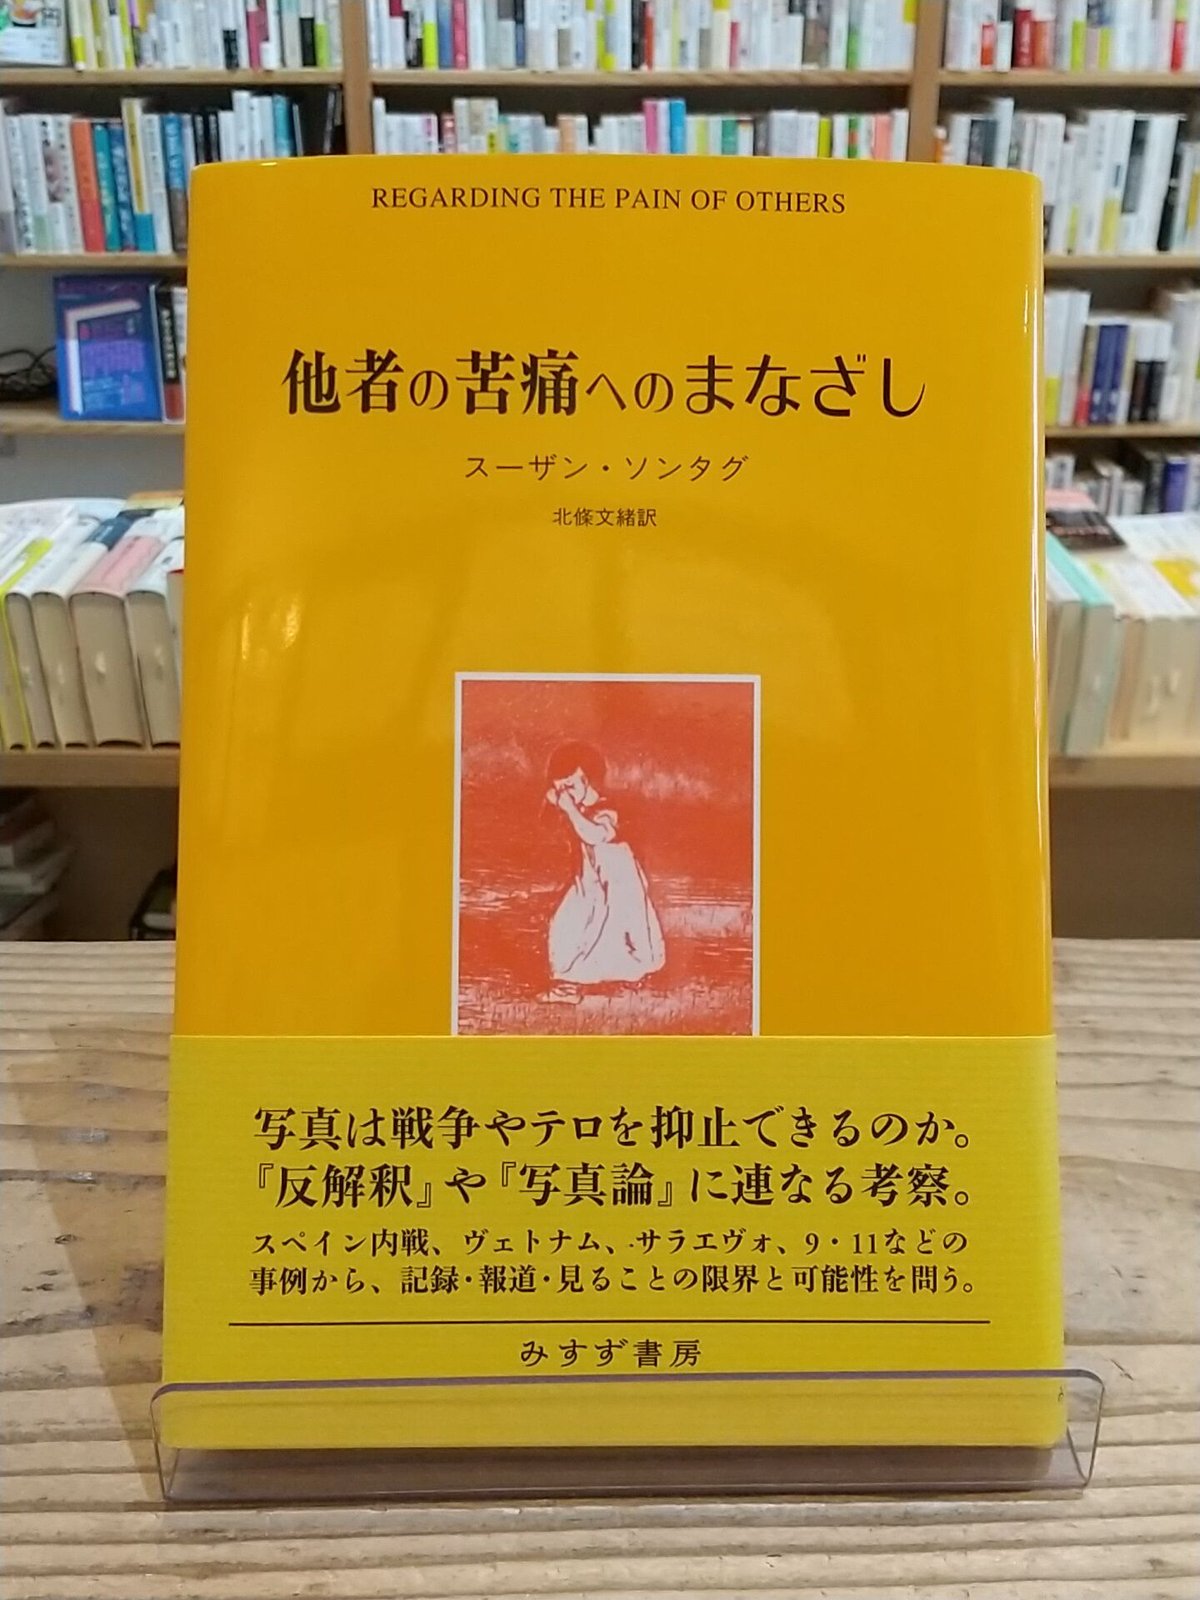 REGARDING THE PAIN OF OTHERS
他者の苦痛へのまなざし
スーザン・ソンタグ
北條文緒訳
写真は戦争やテロを抑止できるのか。
『反解釈』や『写真論』に連なる考察。
スペイン内戦、ヴェトナム、サラエヴォ、9・11などの
事例から、記録・報道・見ることの限界と可能性を問う。
みすず書房